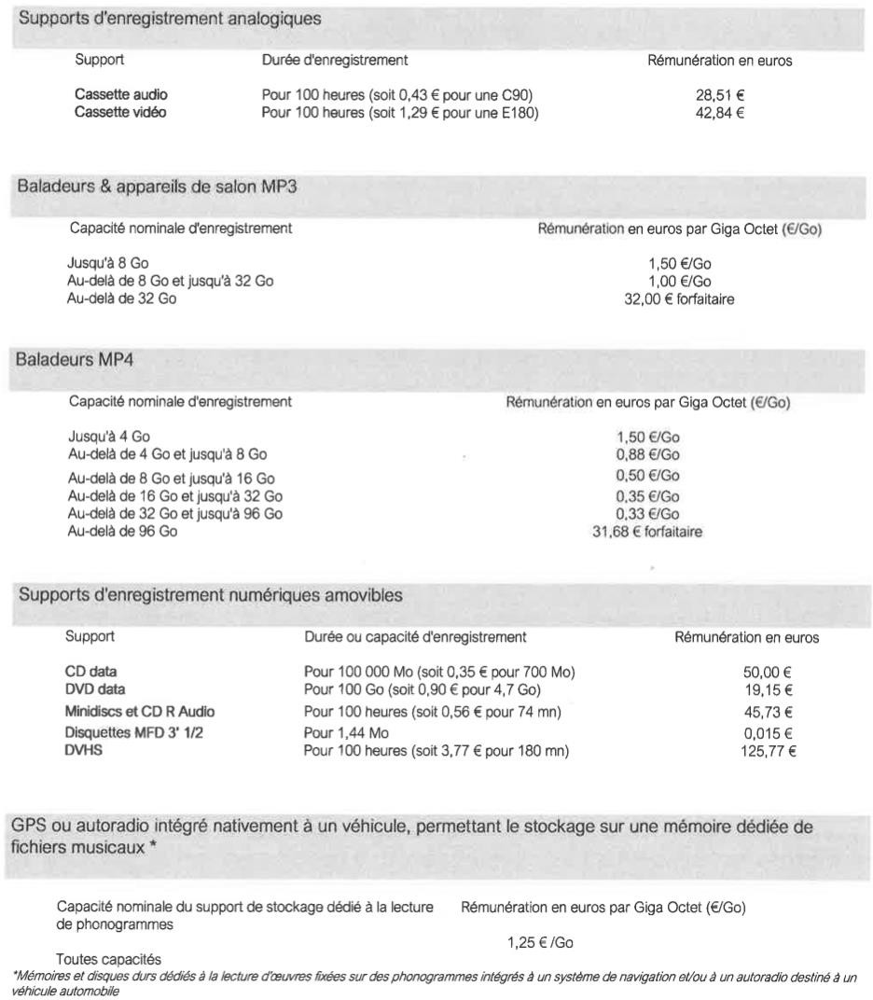 Supports d'enregistrement analogiques
Support Durée d'enregistrement Rémunération en euros
Cassette audio Pour 100 heures (soit 0,43 € pour une C90) 28,51 €
Cassette vidéo Pour 100 heures (soit 1,29 € pour une E180) 42,84 €
Baladeurs & appareils de salon MP3
Capacité nominale d'enregistrement Rémunération en euros par Giga Octet (€/Go)
Jusqu'à 8 Go 1,50 €/Go
Au-delà de 8 Go et jusqu'à 32 Go 1,00 €/Go
Au-delà de 32 Go 32,00 € forfaitaire
Baladeurs MP4
Capacité nominale d'enregistrement Rémunération en euros par Giga Octet (€/Go)
Jusqu'à 4 Go 1,50 €/Go
Au-delà de 4 Go et jusqu'à 8 Go 0,88 €/Go
Au-delà de 8 Go et jusqu'à 16 Go 0,50 €/Go
Au-delà de 16 Go et jusqu'à 32 Go 0,35 €/Go
Au-delà de 32 Go et jusqu'à 96 Go 0,33 €/Go
Au-delà de 96 Go 31,68 € forfaitaire
Supports d'enregistrement numériques amovibles
Support Durée ou capacité d'enregistrement Rémunération en euros
CD data Pour 100 000 Mo (soit 0,35 € pour 700 Mo) 50,00 €
DVD data Pour 100 Go (soit 0,90 € pour 4,7 Go) 19,15 €
Minidiscs et CD R Audio Pour 100 heures (soit 0,56 € pour 74 mn) 45,73 €
Disquettes MFD 3' 1/2 Pour 1,44 Mo 0,015 €
DVHS Pour 100 heures (soit 3,77 € pour 180 mn) 125,77 €
GPS ou autoradio intégré nativement à un véhicule, permettant le stockage sur une mémoire dédiée de
fichiers musicaux *
Capacité nominale du support de stockage dédié à la lecture Rémunération en euros par Giga Octet (€/Go)
de phonogrammes
1,25 € /Go
Toutes capacités
*Mémoires et disques durs dédiés à la lecture d'œuvres fixées sur des phonogrammes intégrés à un système de navigation et/ou à un autoradio destiné à un
véhicule automobile